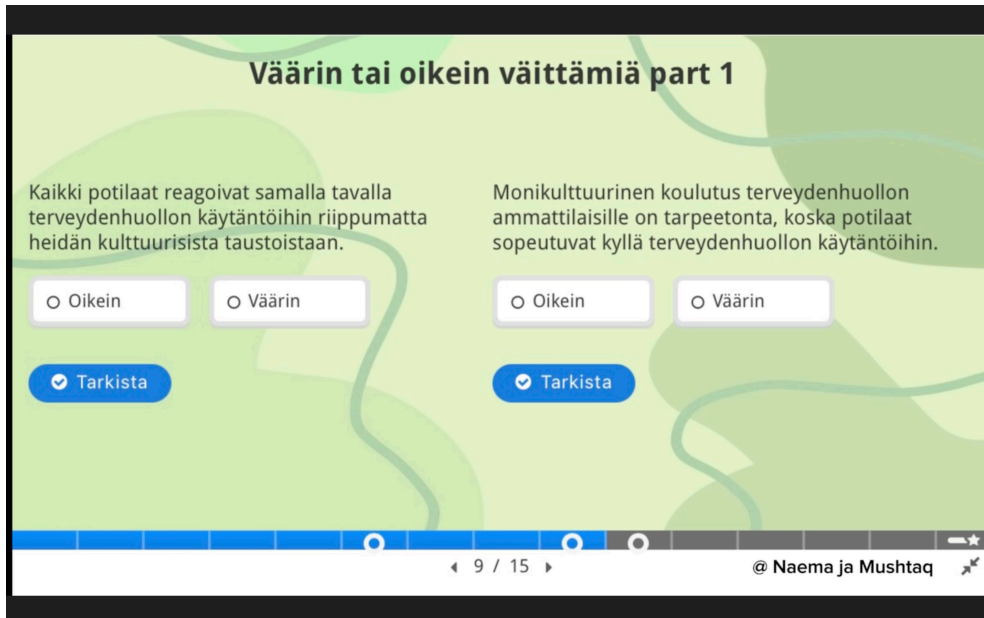 Väärin tai oikein väittämiä part 1
Kaikki potilaat reagoivat samalla tavalla
terveydenhuollon käytäntöihin riippumatta
heidän kulttuurisista taustoistaan.
Oikein
Väärin
Tarkista
Monikulttuurinen koulutus terveydenhuollon
ammattilaisille on tarpeetonta, koska potilaat
sopeutuvat kyllä terveydenhuollon käytäntöihin.
Oikein
Väärin
Tarkista
9 / 15
@ Naema ja Mushtaq